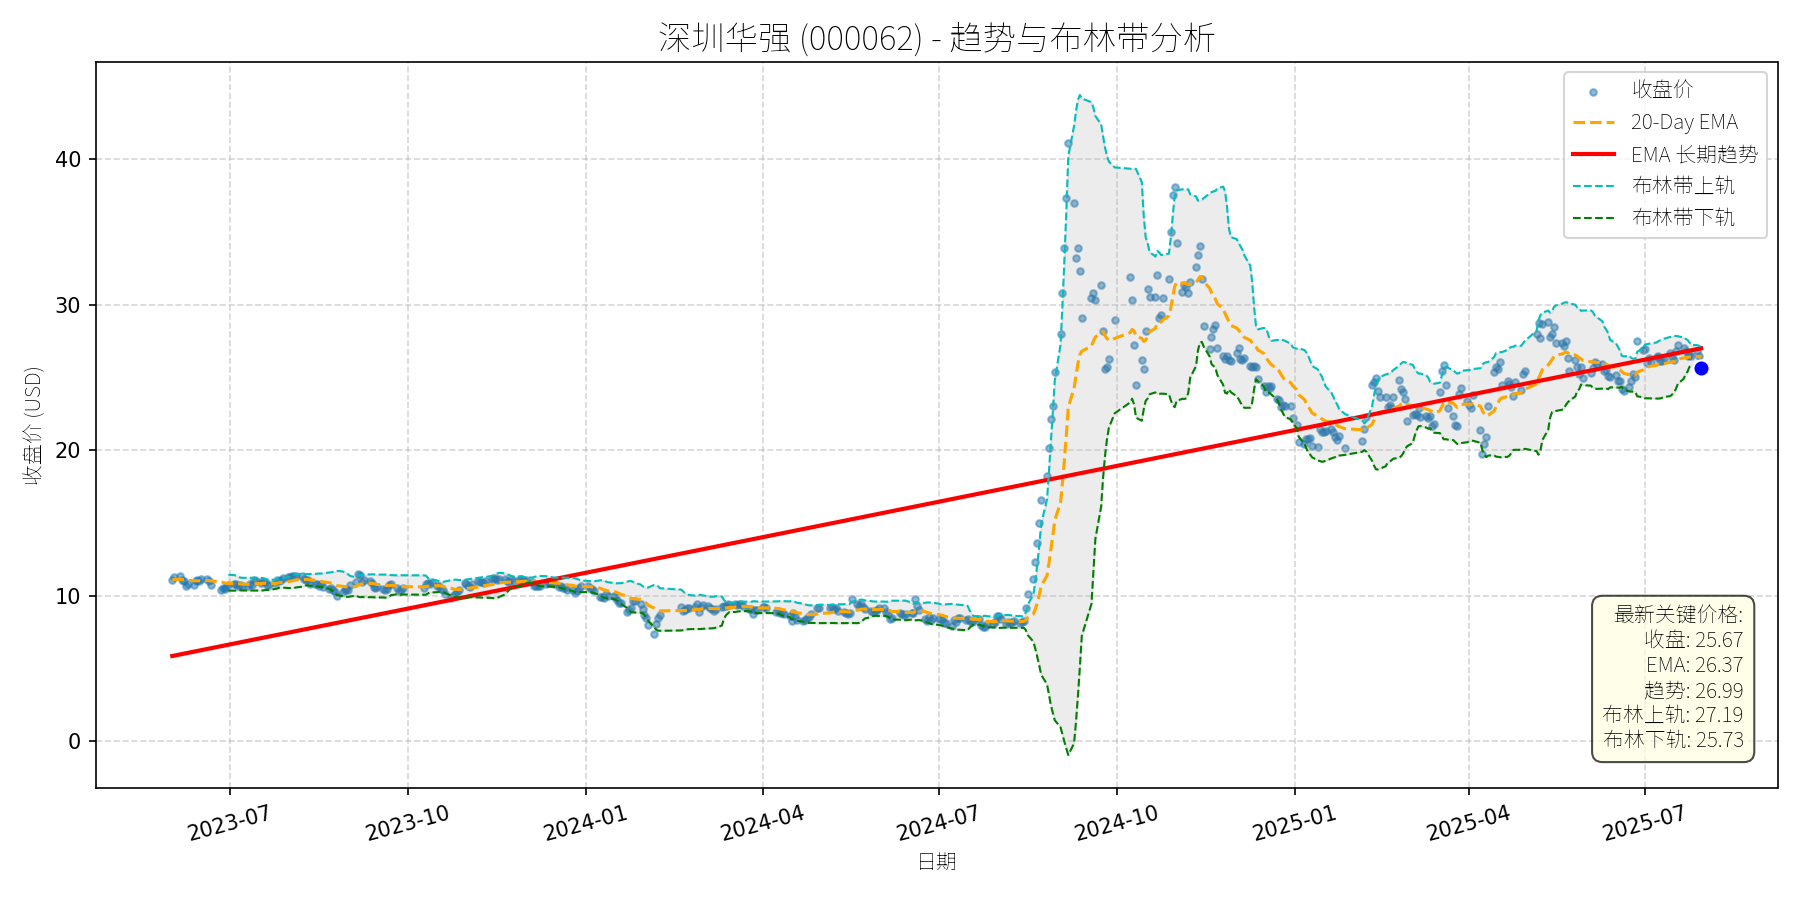 深圳华强 (000062) - 趋势与布林带分析
收盘价
20-Day EMA
EMA 长期趋势
布林带上轨
布林带下轨
收盘价 (USD)
40
30
20
10
0
最新关键价格:
收盘: 25.67
EMA: 26.37
趋势: 26.99
布林上轨: 27.19
布林下轨: 25.73
2023-07
2023-10
2024-01
2024-04
2024-07
2024-10
2025-01
2025-04
2025-07
日期